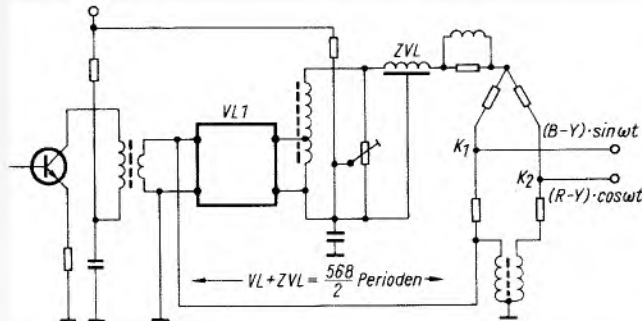 ZVL
VL1
(B-Y)·sinωt
K₁
K₂
(R-Y)·cosωt
VL+ZVL= 568/2 Perioden